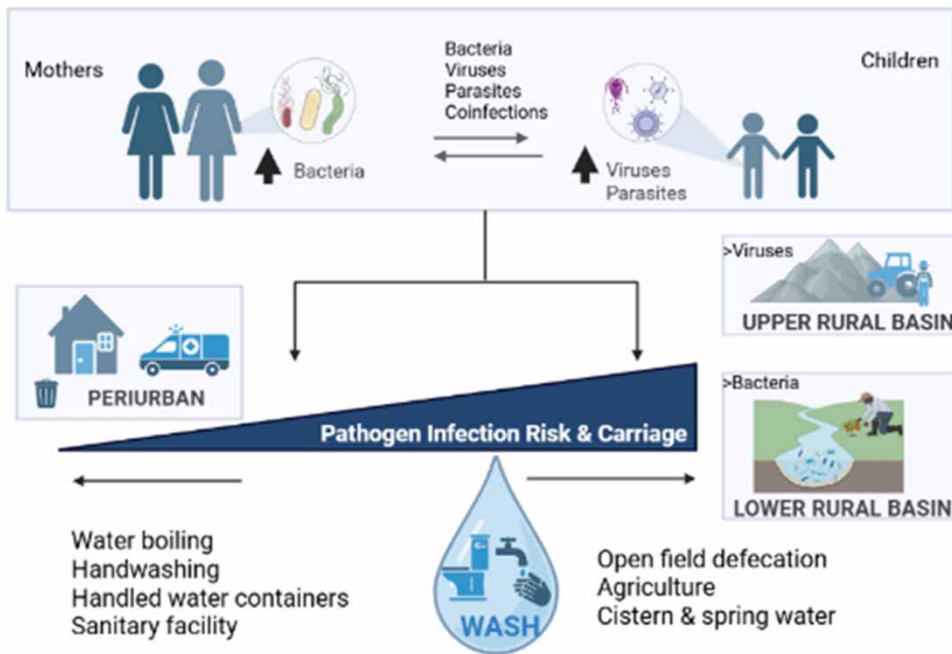 Mothers
Bacteria
Viruses
Parasites
Coinfections
Children
Bacteria
Viruses
Parasites
>Viruses
UPPER RURAL BASIN
PERIURBAN
>Bacteria
LOWER RURAL BASIN
Pathogen Infection Risk & Carriage
Water boiling
Handwashing
Handled water containers
Sanitary facility
WASH
Open field defecation
Agriculture
Cistern & spring water